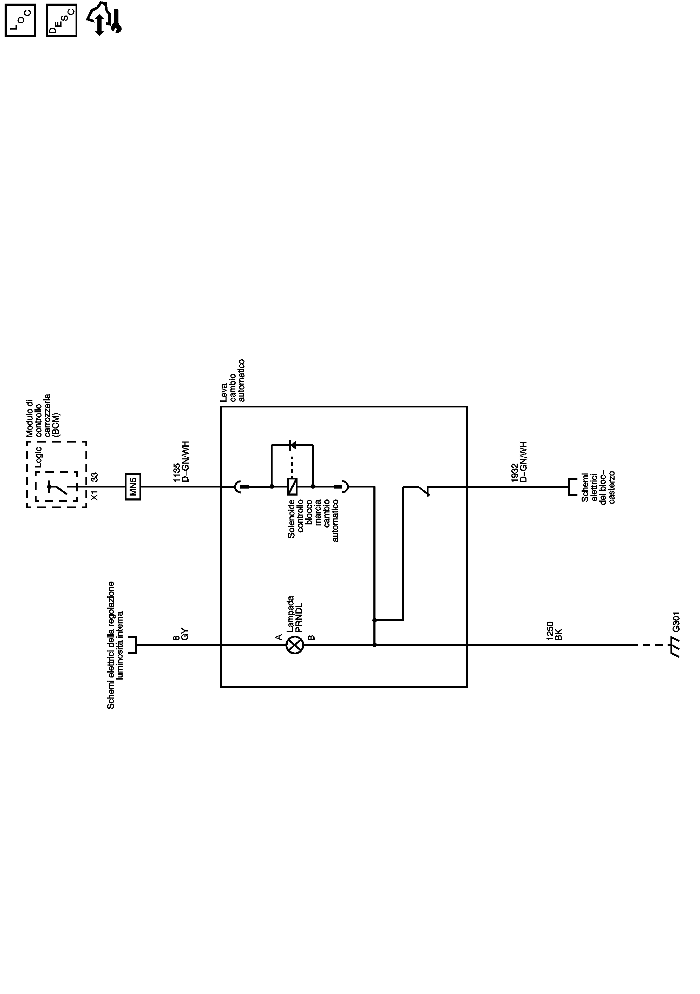 LOC
DESC
Modulo di
controllo
carrozzeria
(BCM)
Logic
33
X1
MN5
1135
D-GN/WH
Leva
cambio
automatico
Solenoide
controllo
blocco
marcia
cambio
automatico
1932
D-GN/WH
Schemi
elettrici
del bloc-
casterzo
Schemi elettrici della regolazione
luminosità interna
8
GY
A
Lampada
PRNDL
B
1250
BK
G301